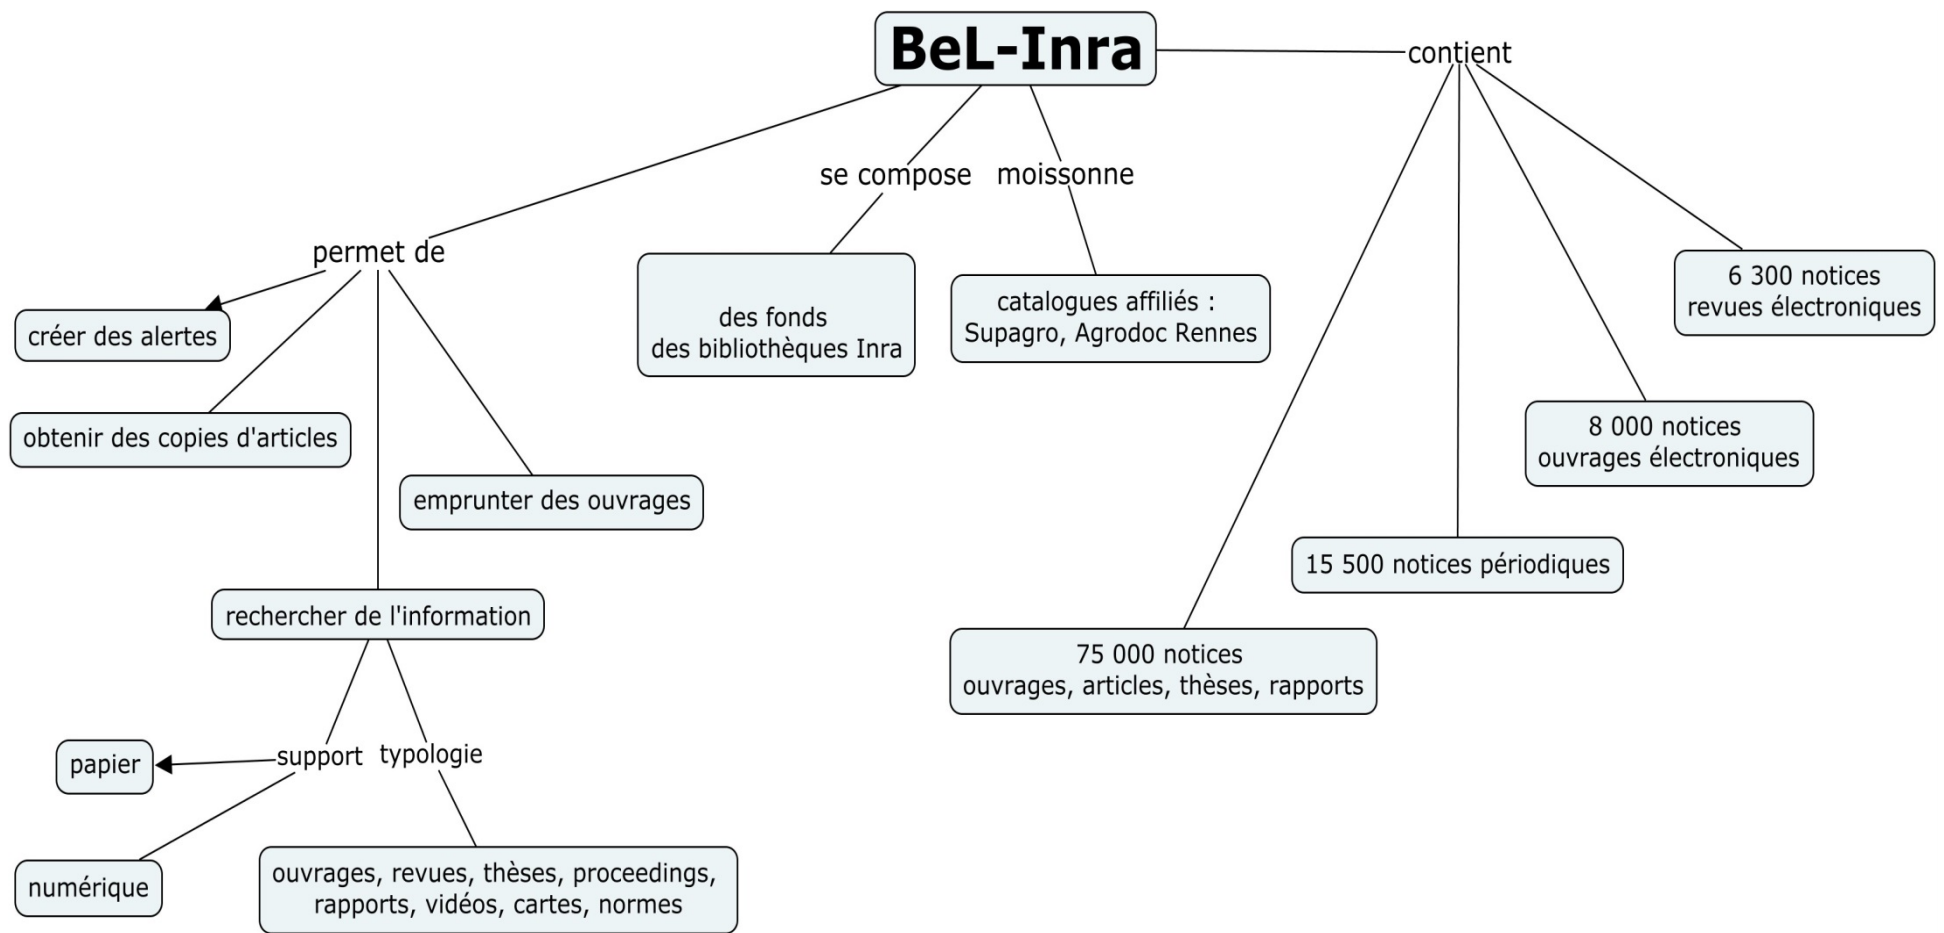 BeL-Inra
contient
se compose
moissonne
permet de
créer des alertes
obtenir des copies d'articles
emprunter des ouvrages
rechercher de l'information
support
typologie
papier
numérique
ouvrages, revues, thèses, proceedings,
rapports, vidéos, cartes, normes
des fonds
des bibliothèques Inra
catalogues affiliés :
Supagro, Agrodoc Rennes
6 300 notices
revues électroniques
8 000 notices
ouvrages électroniques
15 500 notices périodiques
75 000 notices
ouvrages, articles, thèses, rapports